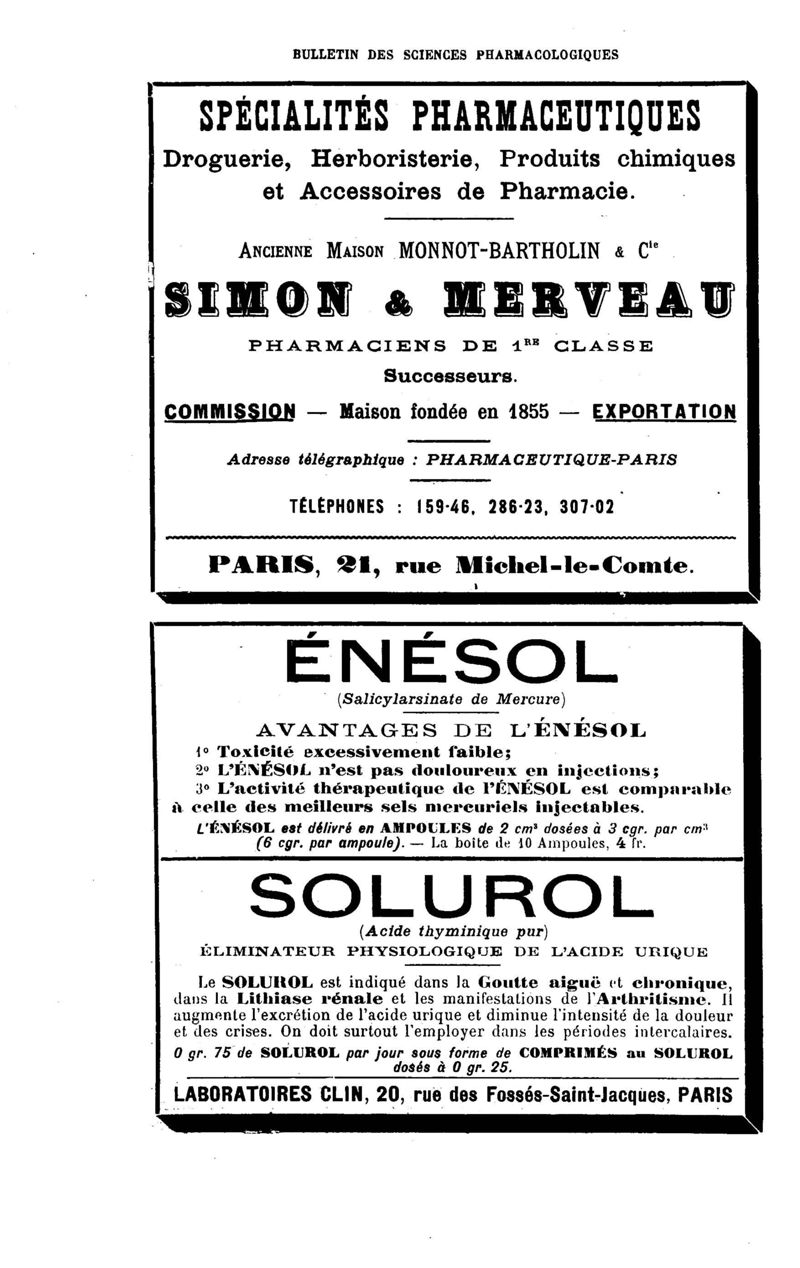 BULLETIN DES SCIENCES PHARMACOLOGIQUES
SPÉCIALITÉS PHARMACEUTIQUES
Droguerie, Herboristerie, Produits chimiques
et Accessoires de Pharmacie.
ANCIENNE MAISON MONNOT-BARTHOLIN & Cie
SIMON & MERVEAU
PHARMACIENS DE 1RE CLASSE
Successeurs.
COMMISSION — Maison fondée en 1855 — EXPORTATION
Adresse télégraphique : PHARMACEUTIQUE-PARIS
TÉLÉPHONES : 159-46, 286-23, 307-02
PARIS, 21, rue Michel-le-Comte.
ÉNÉSOL
(Salicylarsinate de Mercure)
AVANTAGES DE L'ÉNÉSOL
1º Toxicité excessivement faible;
2º L'ÉNÉSOL n'est pas douloureux en injections;
3º L'activité thérapeutique de l'ÉNÉSOL est comparable
à celle des meilleurs sels mercuriels injectables.
L'ÉNÉSOL est délivré en AMPOULES de 2 cm³ dosées à 3 cgr. par cm³
(6 cgr. par ampoule). — La boîte de 10 Ampoules, 4 fr.
SOLUROL
(Acide thyminique pur)
ÉLIMINATEUR PHYSIOLOGIQUE DE L'ACIDE URIQUE
Le SOLUROL est indiqué dans la Goutte aiguë et chronique,
dans la Lithiase rénale et les manifestations de l'Arthritisme. Il
augmente l'excrétion de l'acide urique et diminue l'intensité de la douleur
et des crises. On doit surtout l'employer dans les périodes intercalaires.
0 gr. 75 de SOLUROL par jour sous forme de COMPRIMÉS au SOLUROL
dosés à 0 gr. 25.
LABORATOIRES CLIN, 20, rue des Fossés-Saint-Jacques, PARIS